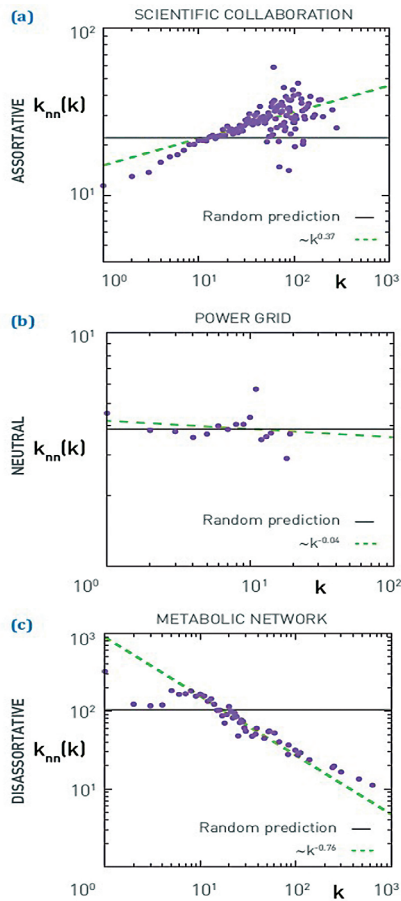 (a) SCIENTIFIC COLLABORATION
10²
kₙₙ(k)
ASSORTATIVE
10¹
Random prediction
~k⁰·³⁷
10⁰ 10¹ 10² k 10³
(b) POWER GRID
10¹
kₙₙ(k)
NEUTRAL
Random prediction
~k⁻⁰·⁰⁴
10⁰ 10¹ k 10²
(c) METABOLIC NETWORK
10³
10²
kₙₙ(k)
DISASSORTATIVE
10¹
Random prediction
~k⁻⁰·⁷⁶
10⁰ 10¹ 10² k 10³